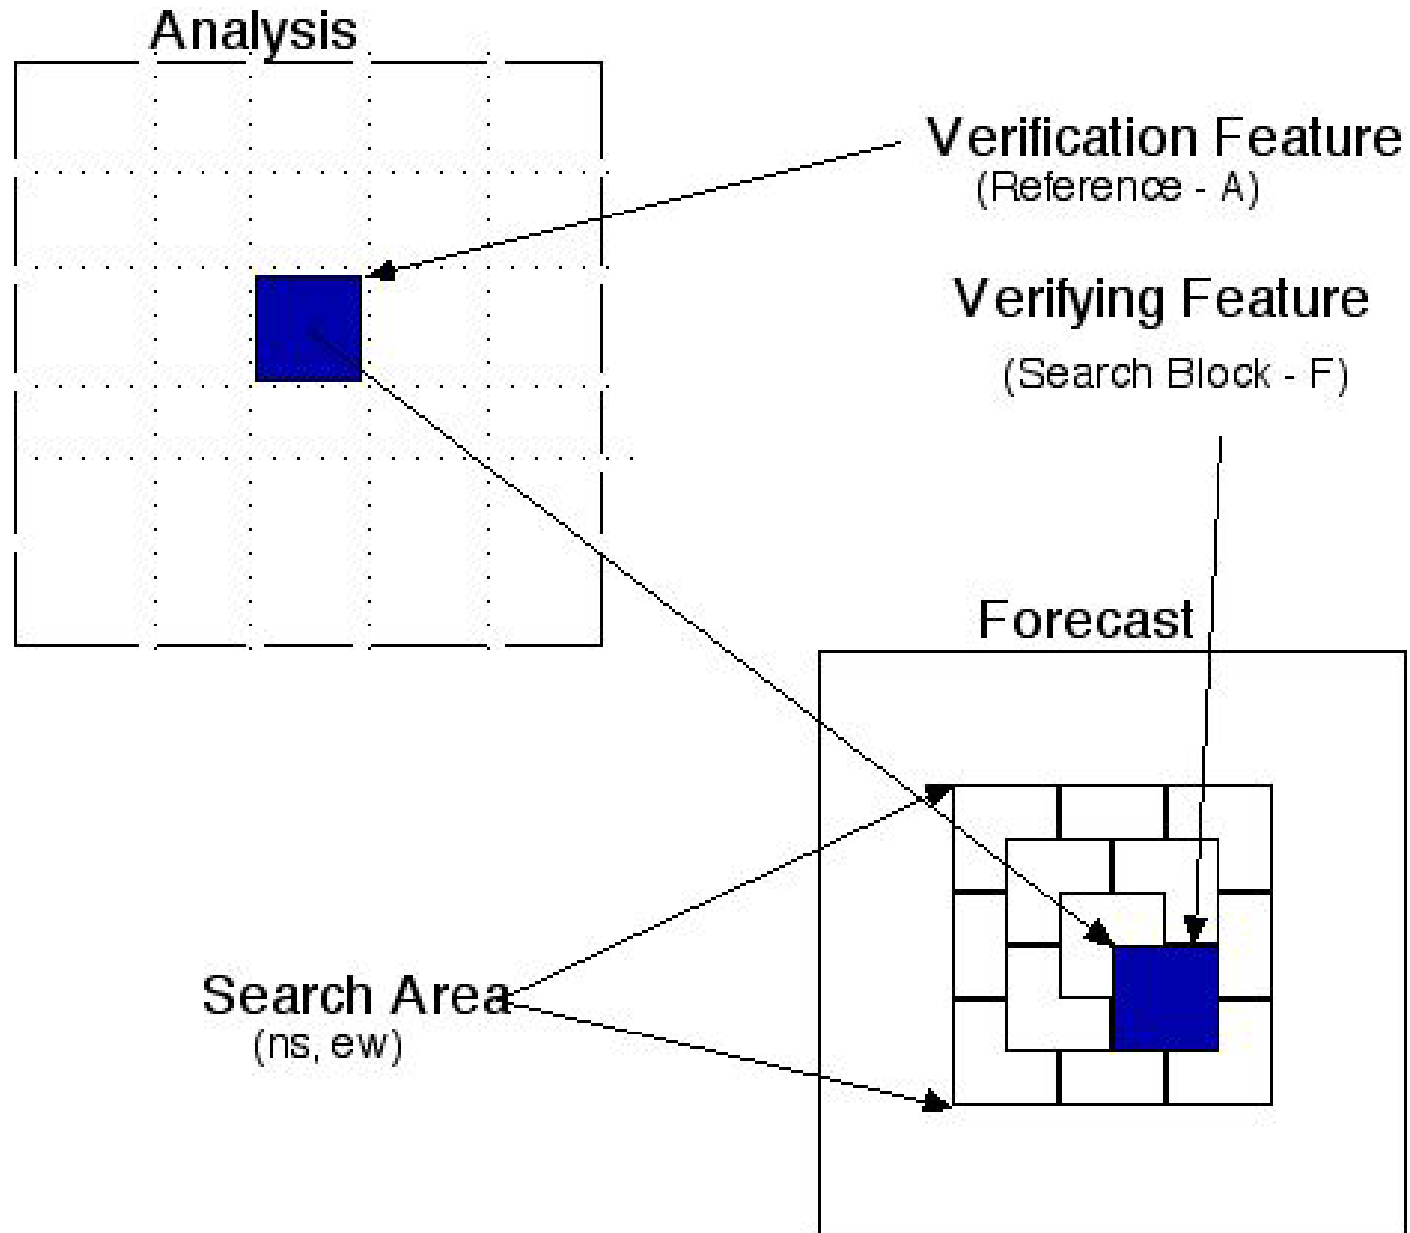 Analysis
Verification Feature
(Reference - A)
Verifying Feature
(Search Block - F)
Forecast
Search Area
(ns, ew)